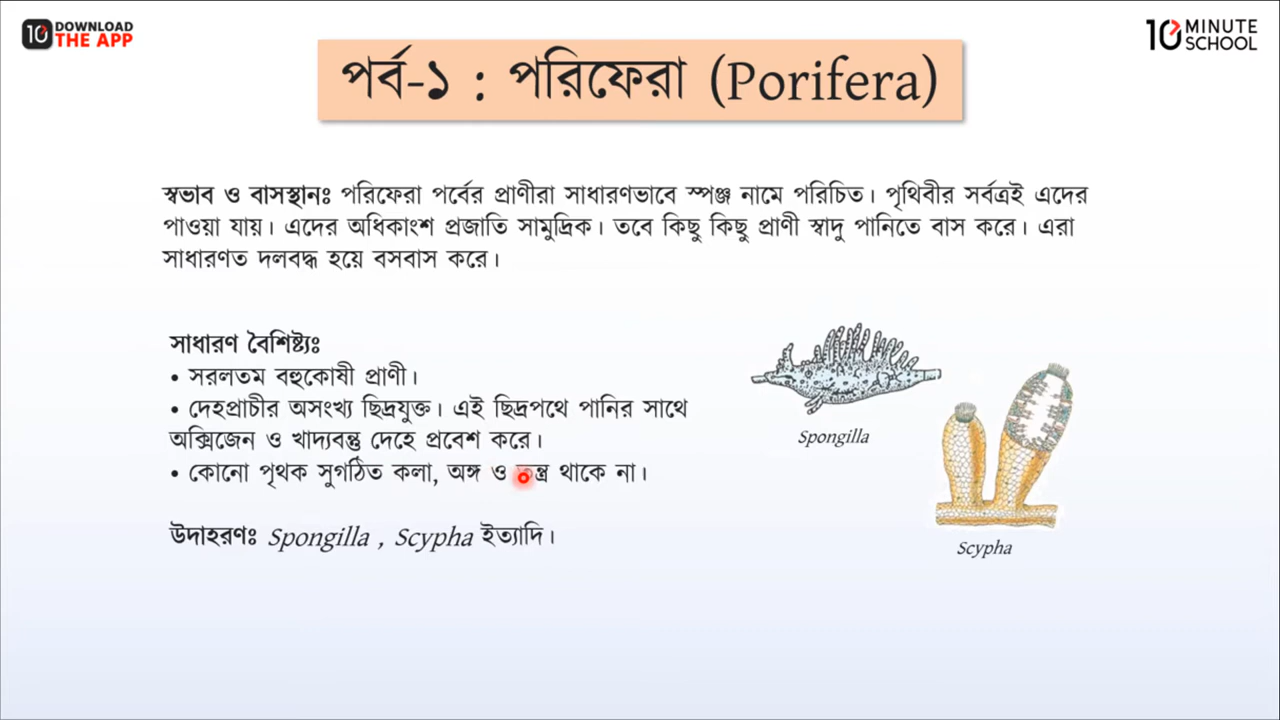 DOWNLOAD
THE APP
10 MINUTE
SCHOOL
পর্ব-১ : পরিফেরা (Porifera)
স্বভাব ও বাসস্থানঃ পরিফেরা পর্বের প্রাণীরা সাধারণভাবে স্পঞ্জ নামে পরিচিত। পৃথিবীর সর্বত্রই এদের
পাওয়া যায়। এদের অধিকাংশ প্রজাতি সামুদ্রিক। তবে কিছু কিছু প্রাণী স্বাদু পানিতে বাস করে। এরা
সাধারণত দলবদ্ধ হয়ে বসবাস করে।
সাধারণ বৈশিষ্ট্যঃ
• সরলতম বহুকোষী প্রাণী।
• দেহপ্রাচীর অসংখ্য ছিদ্রযুক্ত। এই ছিদ্রপথে পানির সাথে
অক্সিজেন ও খাদ্যবস্তু দেহে প্রবেশ করে।
• কোনো পৃথক সুগঠিত কলা, অঙ্গ ও তন্ত্র থাকে না।
উদাহরণঃ Spongilla , Scypha ইত্যাদি।
Spongilla
Scypha